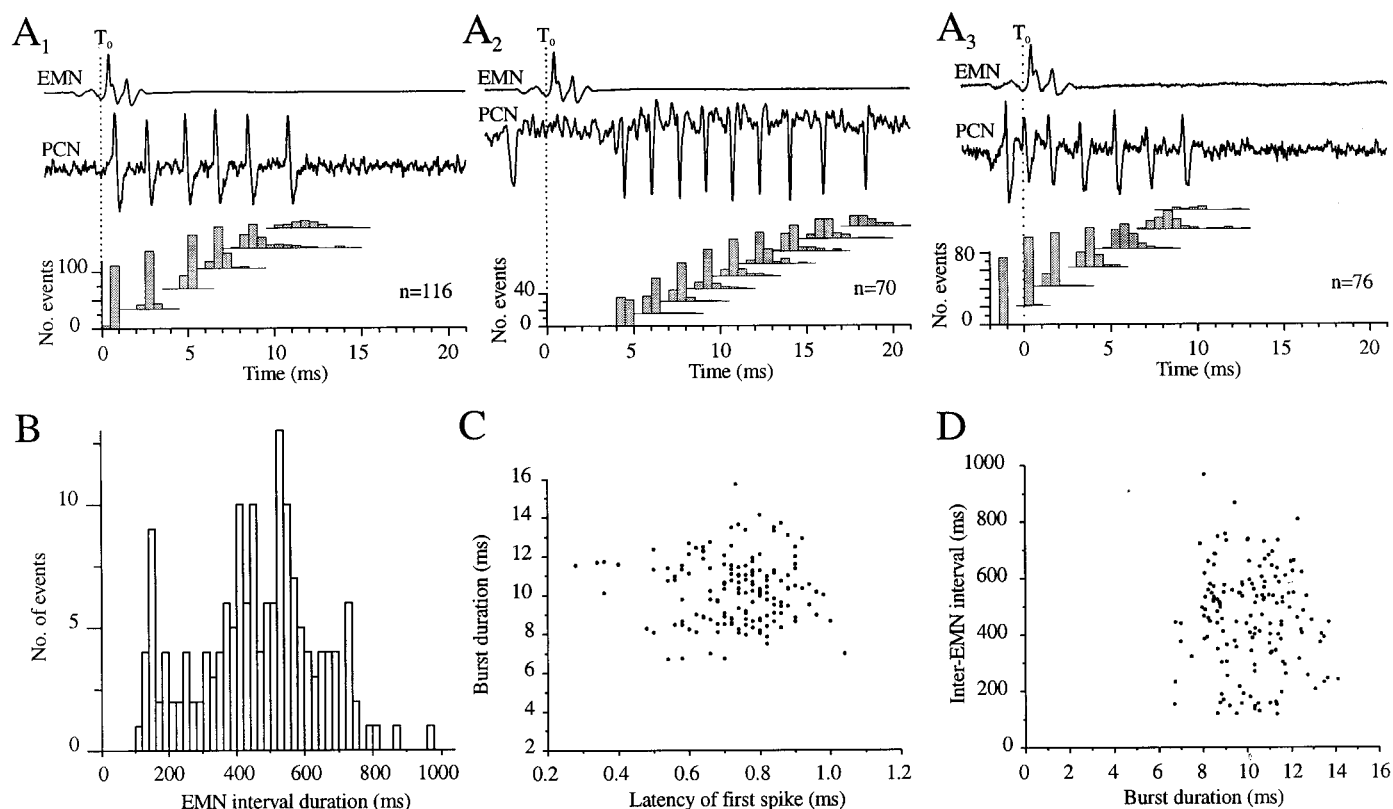 A1
T0
EMN
PCN
No. events
100
0
n=116
0 5 10 15 20
Time (ms)
A2
T0
EMN
PCN
No. events
40
0
n=70
0 5 10 15 20
Time (ms)
A3
T0
EMN
PCN
No. events
80
40
0
n=76
0 5 10 15 20
Time (ms)
B
No. of events
10
5
0
0 200 400 600 800 1000
EMN interval duration (ms)
C
Burst duration (ms)
16
14
12
10
8
6
4
2
0.2 0.4 0.6 0.8 1.0 1.2
Latency of first spike (ms)
D
Inter-EMN interval (ms)
1000
800
600
400
200
0
0 2 4 6 8 10 12 14 16
Burst duration (ms)